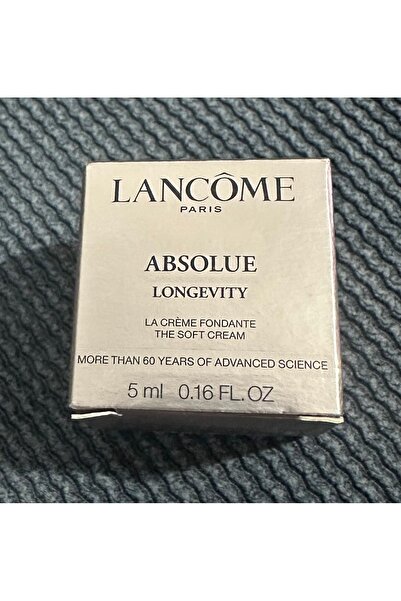 LANCÔME
PARIS
ABSOLUE
LONGEVITY
LA CRÈME FONDANTE
THE SOFT CREAM
MORE THAN 60 YEARS OF ADVANCED SCIENCE
5 ml 0.16 FL.OZ